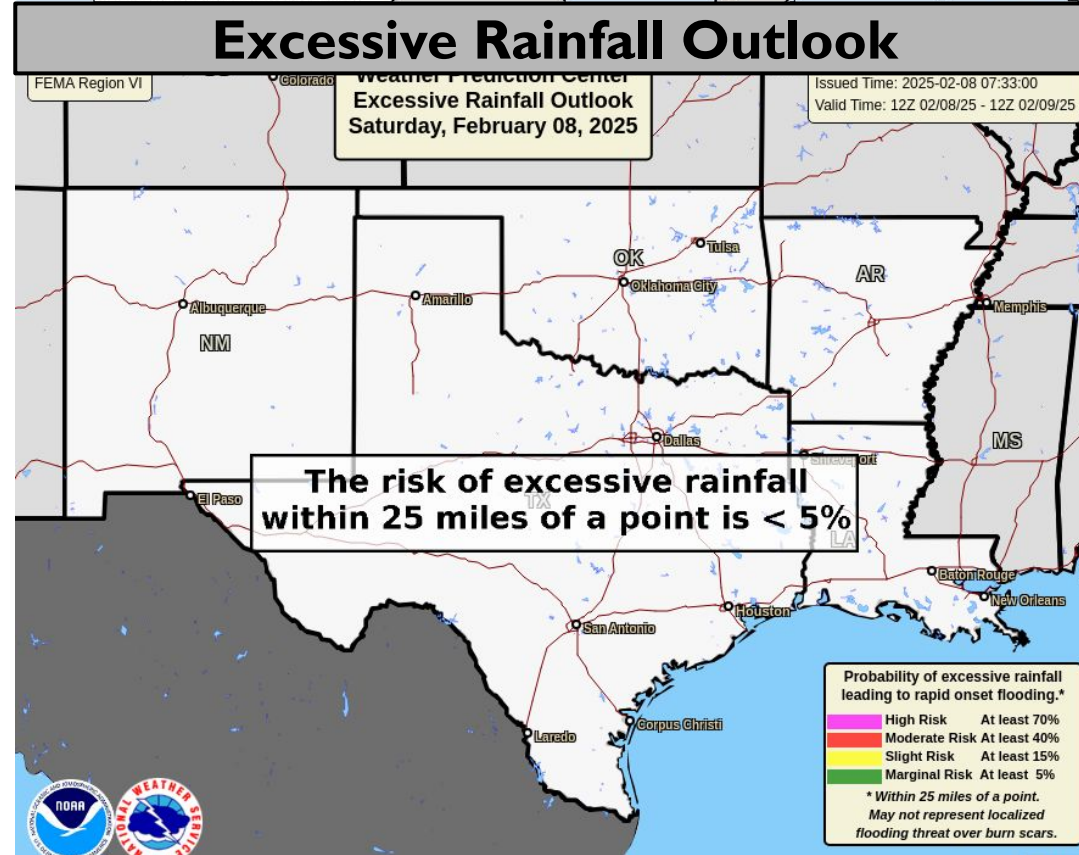 Excessive Rainfall Outlook
FEMA Region VI
Weather Prediction Center
Excessive Rainfall Outlook
Saturday, February 08, 2025
Issued Time: 2025-02-08 07:33:00
Valid Time: 12Z 02/08/25 - 12Z 02/09/25
Colorado
OK
Tulsa
Oklahoma City
AR
Amarillo
Albuquerque
Memphis
NM
Dallas
MS
Shreveport
The risk of excessive rainfall
within 25 miles of a point is < 5%
TX
El Paso
LA
Baton Rouge
New Orleans
Houston
San Antonio
Corpus Christi
Laredo
Probability of excessive rainfall
leading to rapid onset flooding.*
High Risk At least 70%
Moderate Risk At least 40%
Slight Risk At least 15%
Marginal Risk At least 5%
* Within 25 miles of a point.
May not represent localized
flooding threat over burn scars.
NOAA
NATIONAL WEATHER SERVICE